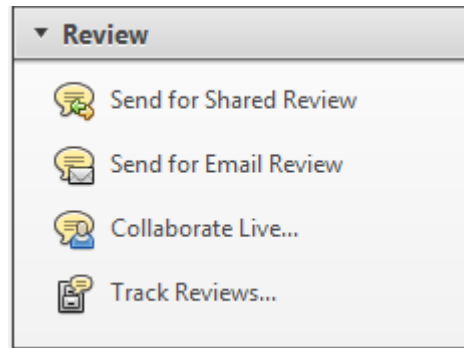 Review
Send for Shared Review
Send for Email Review
Collaborate Live...
Track Reviews...